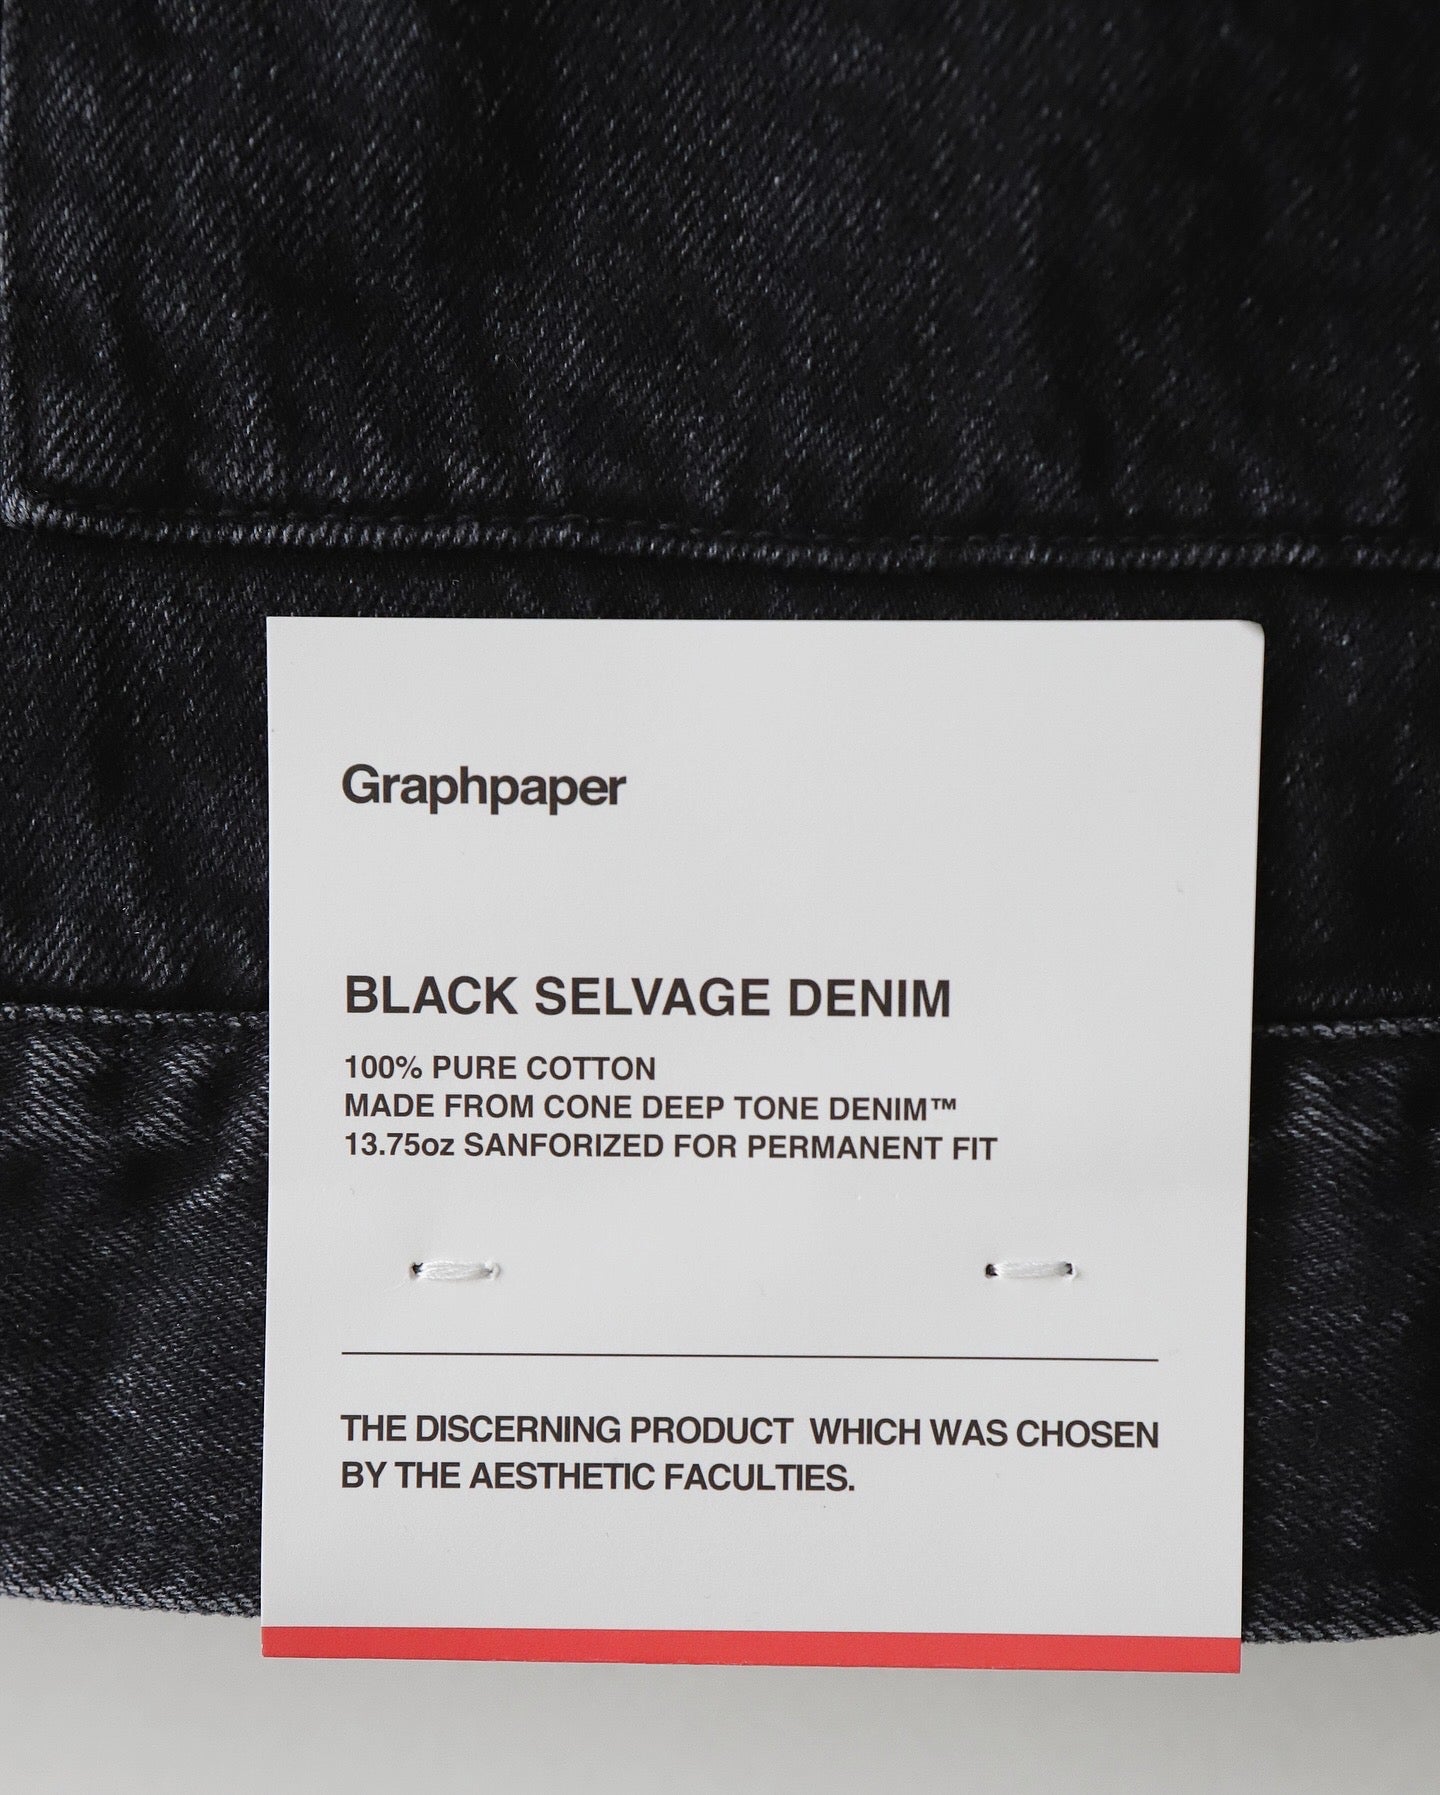 Graphpaper
BLACK SELVAGE DENIM
100% PURE COTTON
MADE FROM CONE DEEP TONE DENIM™
13.75oz SANFORIZED FOR PERMANENT FIT
THE DISCERNING PRODUCT WHICH WAS CHOSEN
BY THE AESTHETIC FACULTIES.